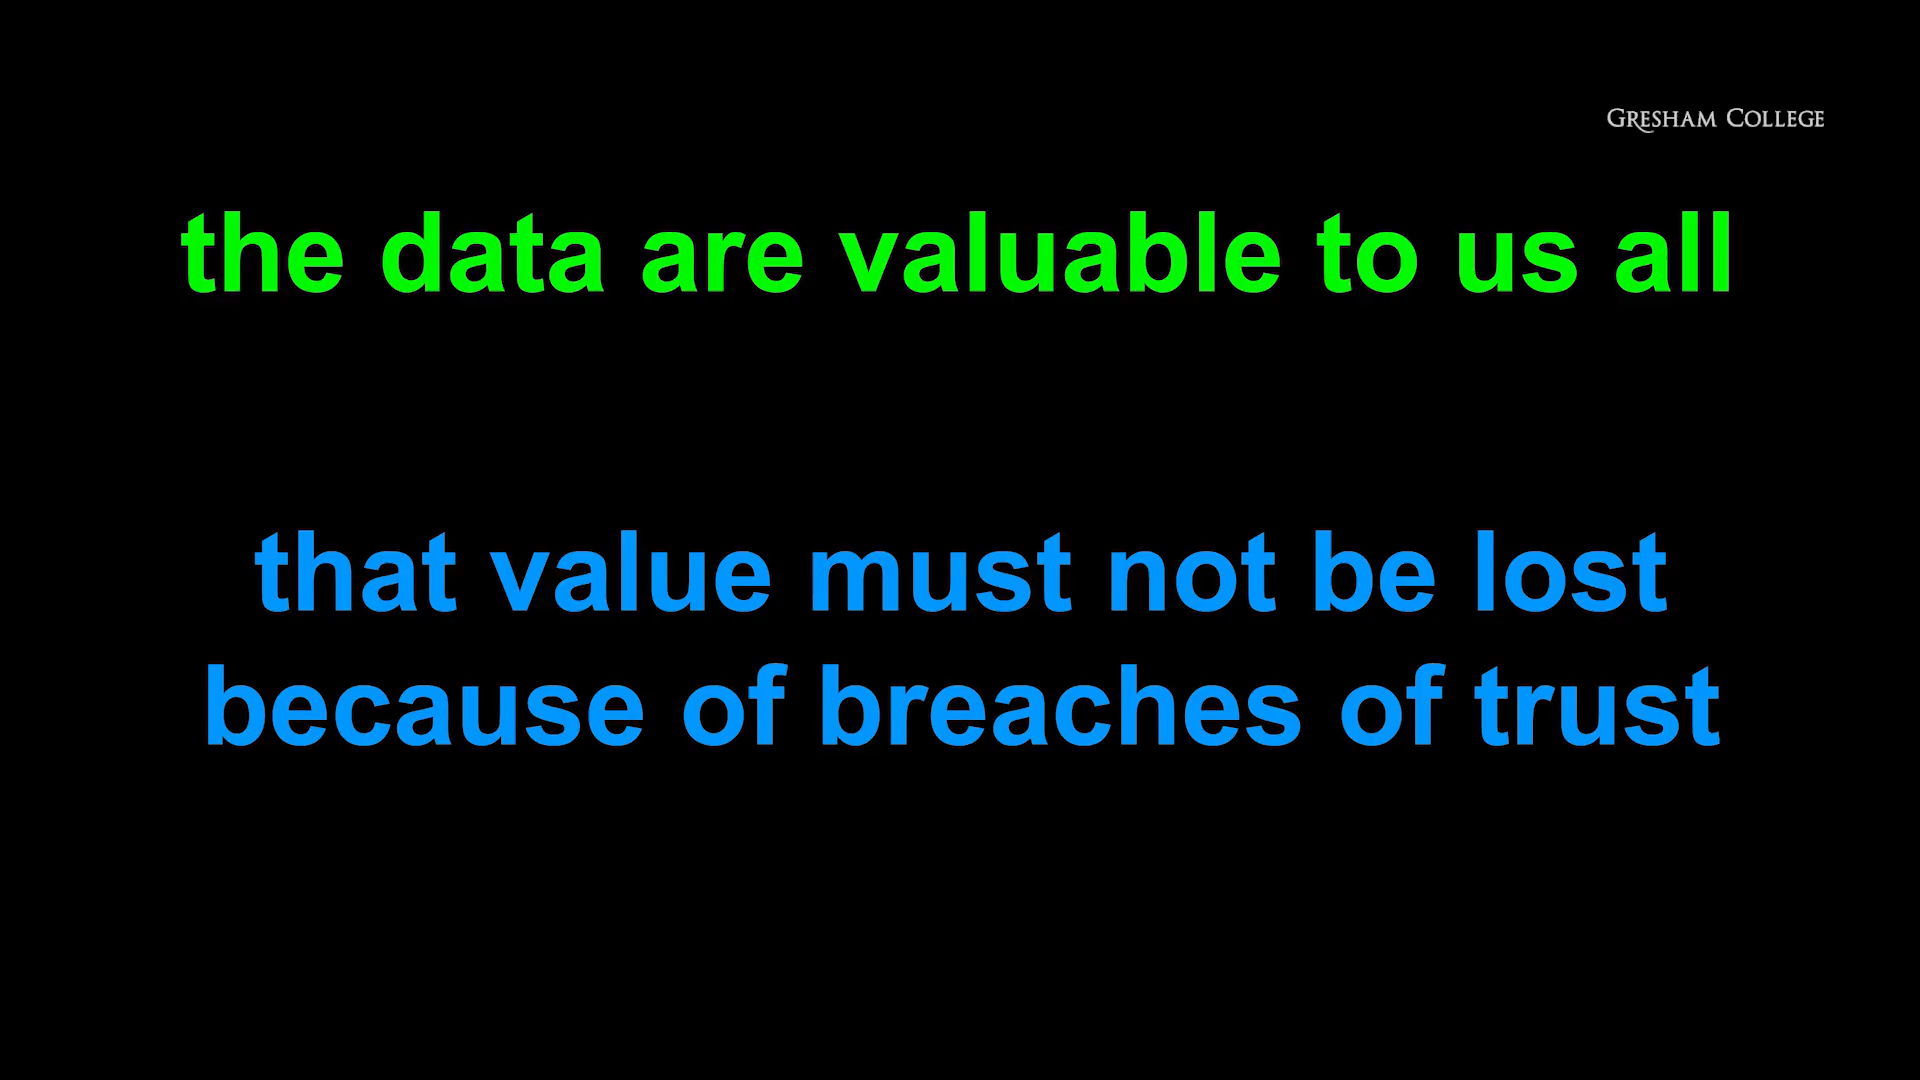 GRESHAM COLLEGE
the data are valuable to us all
that value must not be lost
because of breaches of trust